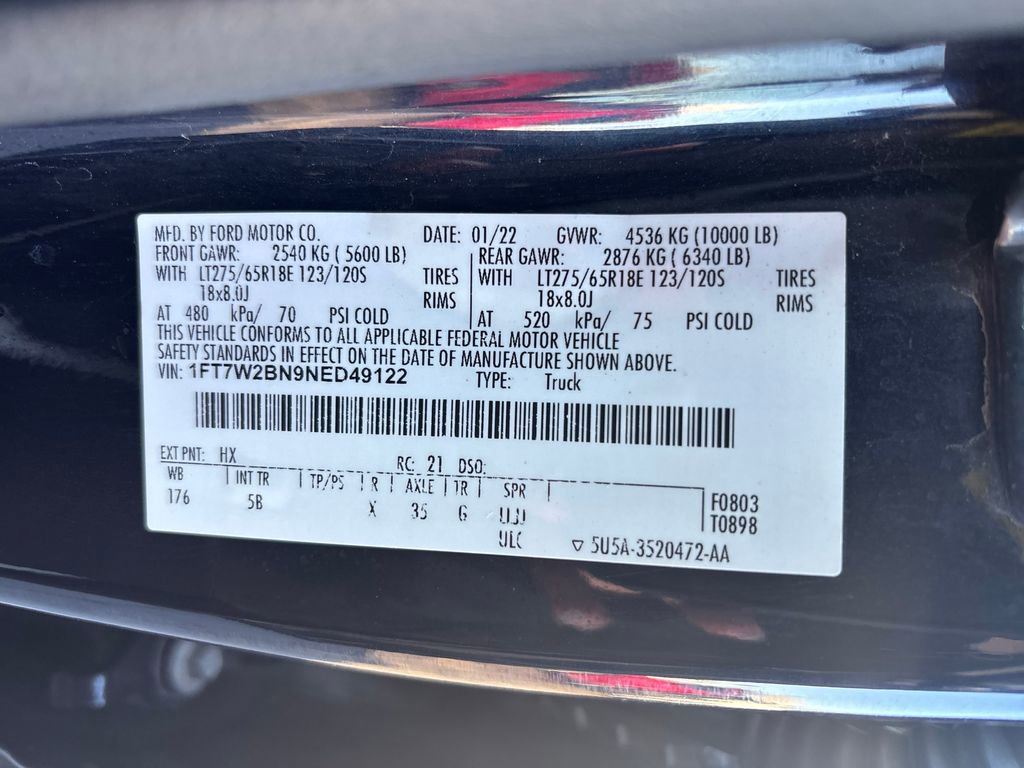 MFD. BY FORD MOTOR CO. DATE: 01/22 GVWR: 4536 KG (10000 LB)
FRONT GAWR: 2540 KG ( 5600 LB) REAR GAWR: 2876 KG ( 6340 LB)
WITH LT275/65R18E 123/120S TIRES WITH LT275/65R18E 123/120S TIRES
18x8.0J RIMS 18x8.0J RIMS
AT 480 kPa/ 70 PSI COLD AT 520 kPa/ 75 PSI COLD
THIS VEHICLE CONFORMS TO ALL APPLICABLE FEDERAL MOTOR VEHICLE
SAFETY STANDARDS IN EFFECT ON THE DATE OF MANUFACTURE SHOWN ABOVE.
VIN: 1FT7W2BN9NED49122 TYPE: Truck
EXT PNT: HX RC: 21 DSO:
WB INT TR TP/PS R AXLE TR SPR
176 5B X 35 G UJJ F0803
ULC T0898
5U5A-3520472-AA